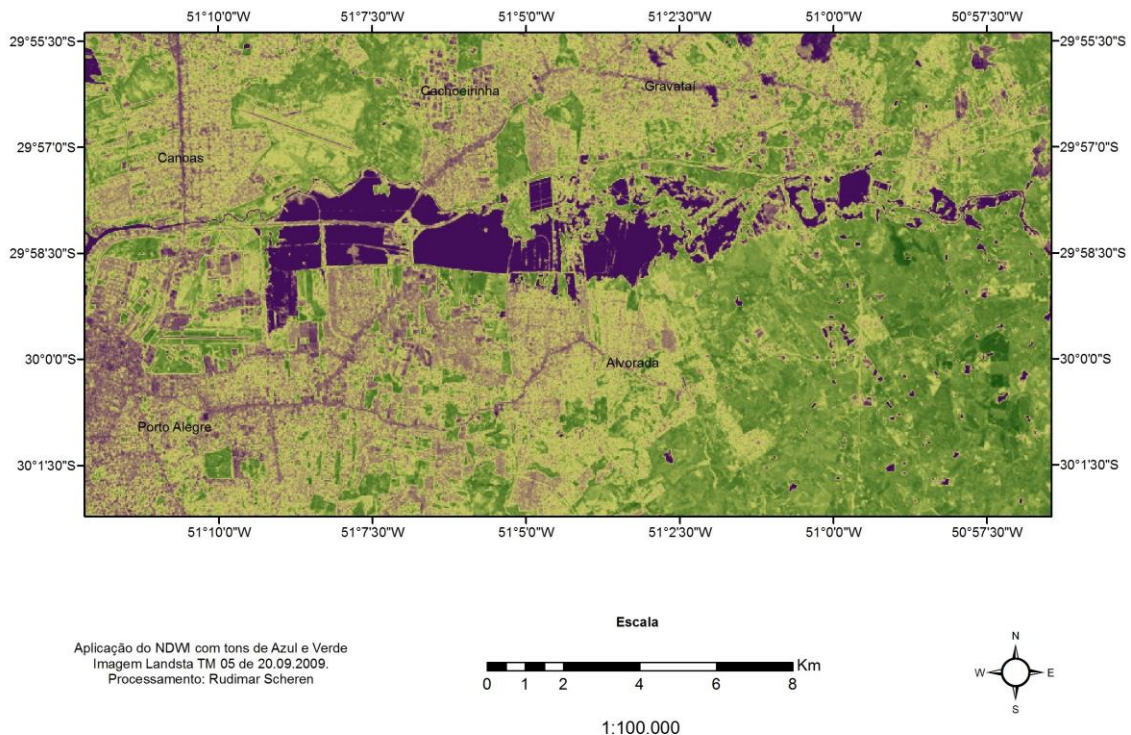 51°10'0"W 51°7'30"W 51°5'0"W 51°2'30"W 51°0'0"W 50°57'30"W
29°55'30"S 29°55'30"S
Cachoeirinha Gravataí
29°57'0"S 29°57'0"S
Canoas
29°58'30"S 29°58'30"S
30°0'0"S Alvorada 30°0'0"S
Porto Alegre
30°1'30"S 30°1'30"S
51°10'0"W 51°7'30"W 51°5'0"W 51°2'30"W 51°0'0"W 50°57'30"W
Escala
Aplicação do NDWI com tons de Azul e Verde
Imagem Landsta TM 05 de 20.09.2009.
Processamento: Rudimar Scheren
Km
0 1 2 4 6 8
1:100.000
N
W E
S